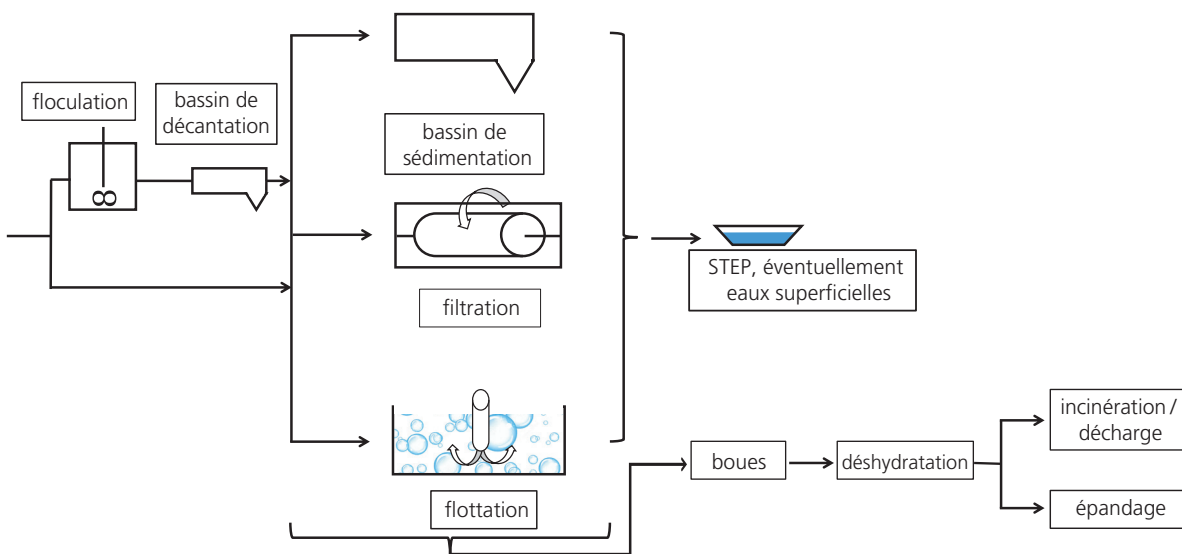 floculation
bassin de
décantation
bassin de
sédimentation
filtration
STEP, éventuellement
eaux superficielles
flottation
boues
déshydratation
incinération /
décharge
épandage